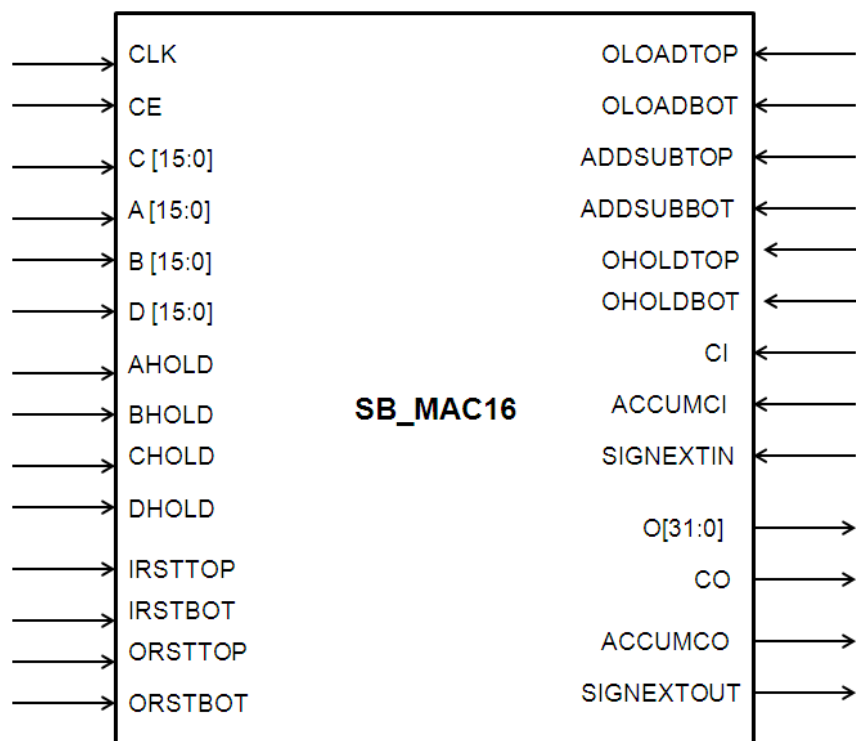 CLK
CE
C [15:0]
A [15:0]
B [15:0]
D [15:0]
AHOLD
BHOLD
CHOLD
DHOLD
IRSTTOP
IRSTBOT
ORSTTOP
ORSTBOT
SB_MAC16
OLOADTOP
OLOADBOT
ADDSUBTOP
ADDSUBBOT
OHOLDTOP
OHOLDBOT
CI
ACCUMCI
SIGNEXTIN
O[31:0]
CO
ACCUMCO
SIGNEXTOUT